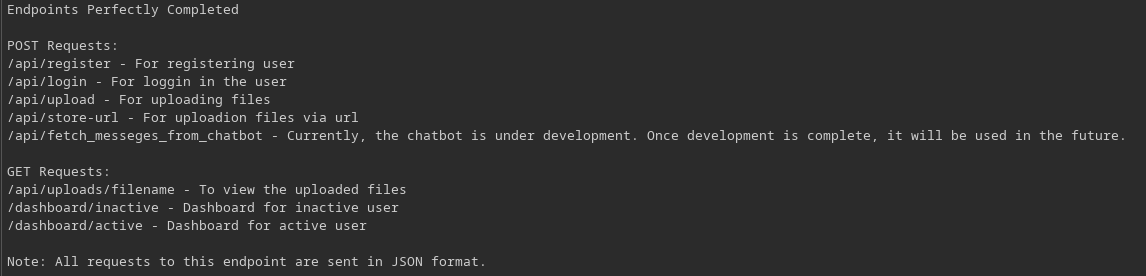 Endpoints Perfectly Completed
POST Requests:
/api/register - For registering user
/api/login - For loggin in the user
/api/upload - For uploading files
/api/store-url - For uploadion files via url
/api/fetch_messeges_from_chatbot - Currently, the chatbot is under development. Once development is complete, it will be used in the future.
GET Requests:
/api/uploads/filename - To view the uploaded files
/dashboard/inactive - Dashboard for inactive user
/dashboard/active - Dashboard for active user
Note: All requests to this endpoint are sent in JSON format.